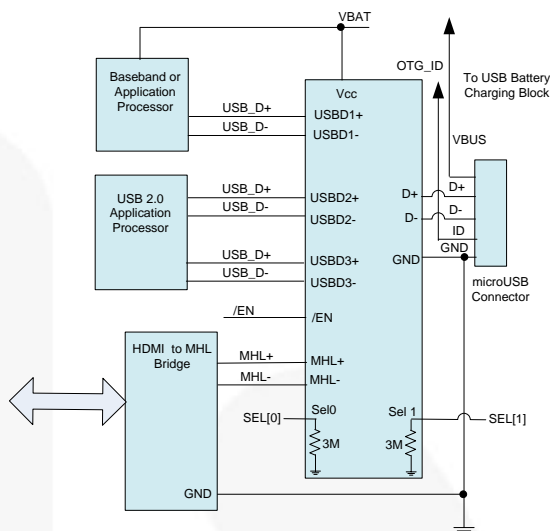 VBAT
OTG_ID
To USB Battery
Charging Block
Baseband or
Application
Processor
Vcc
USB_D+
USBD1+
USB_D-
USBD1-
VBUS
USB 2.0
Application
Processor
USB_D+
USBD2+
USB_D-
USBD2-
D+
D+
D-
D-
ID
GND
USB_D+
USBD3+
USB_D-
USBD3-
GND
microUSB
Connector
/EN
/EN
HDMI to MHL
Bridge
MHL+
MHL+
MHL-
MHL-
SEL[0]
Sel0
Sel 1
SEL[1]
3M
3M
GND